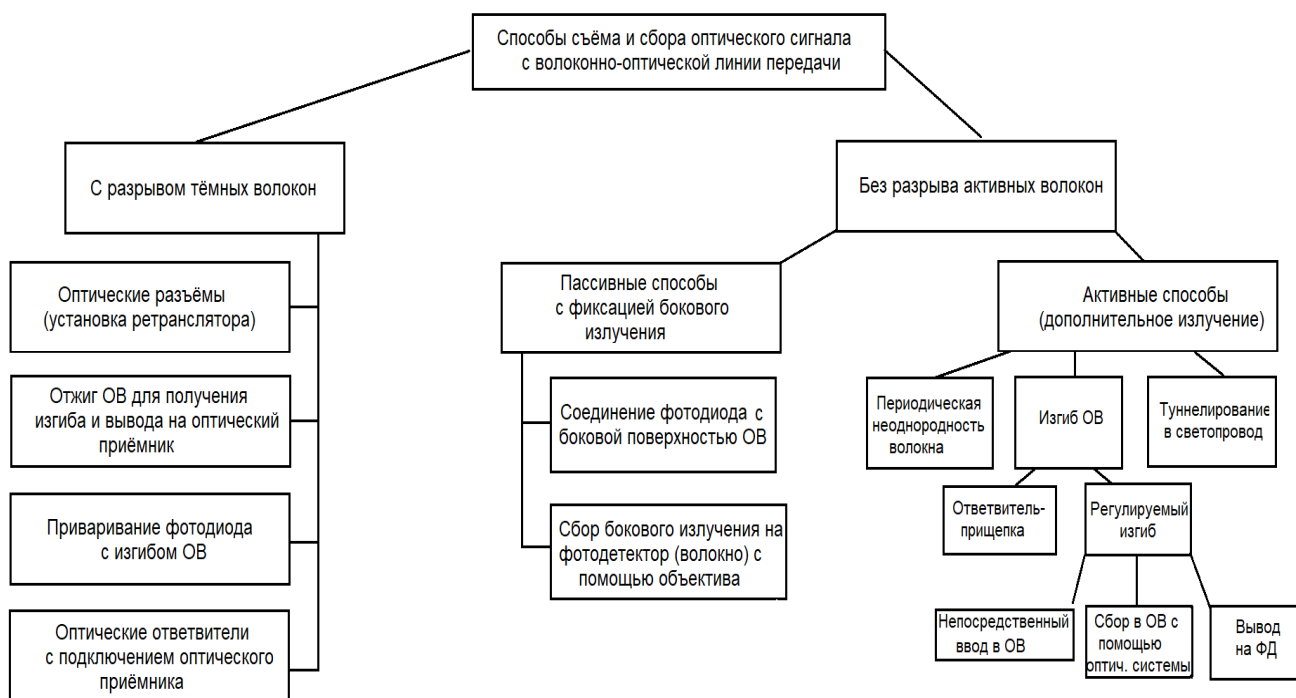 Способы съёма и сбора оптического сигнала
с волоконно-оптической линии передачи
С разрывом тёмных волокон
Без разрыва активных волокон
Оптические разъёмы
(установка ретранслятора)
Отжиг ОВ для получения
изгиба и вывода на оптический
приёмник
Приваривание фотодиода
с изгибом ОВ
Оптические ответвители
с подключением оптического
приёмника
Пассивные способы
с фиксацией бокового
излучения
Соединение фотодиода с
боковой поверхностью ОВ
Сбор бокового излучения на
фотодетектор (волокно) с
помощью объектива
Активные способы
(дополнительное излучение)
Периодическая
неоднородность
волокна
Изгиб ОВ
Туннелирование
в светопровод
Ответвитель-
прищепка
Регулируемый
изгиб
Непосредственный
ввод в ОВ
Сбор в ОВ с
помощью
оптич. системы
Вывод
на ФД